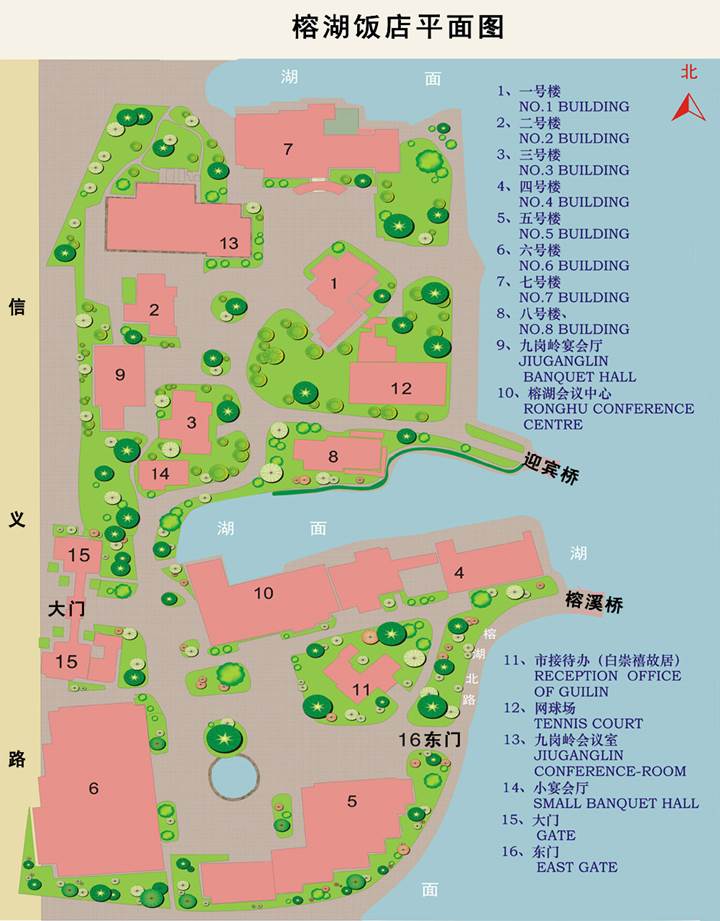 榕湖饭店平面图
湖 面
北
1、一号楼
NO.1 BUILDING
2、二号楼
NO.2 BUILDING
3、三号楼
NO.3 BUILDING
4、四号楼
NO.4 BUILDING
5、五号楼
NO.5 BUILDING
6、六号楼
NO.6 BUILDING
7、七号楼
NO.7 BUILDING
8、八号楼、
NO.8 BUILDING
9、九岗岭宴会厅
JIUGANGLIN
BANQUET HALL
10、榕湖会议中心
RONGHU CONFERENCE
CENTRE
7
13
1
2
9
12
3
8
14
迎宾桥
信义路
湖 面
湖
15
大门
15
10
4
榕溪桥
榕湖北路
11
16东门
6
5
面
11、市接待办（白崇禧故居）
RECEPTION OFFICE
OF GUILIN
12、网球场
TENNIS COURT
13、九岗岭会议室
JIUGANGLIN
CONFERENCE-ROOM
14、小宴会厅
SMALL BANQUET HALL
15、大门
GATE
16、东门
EAST GATE